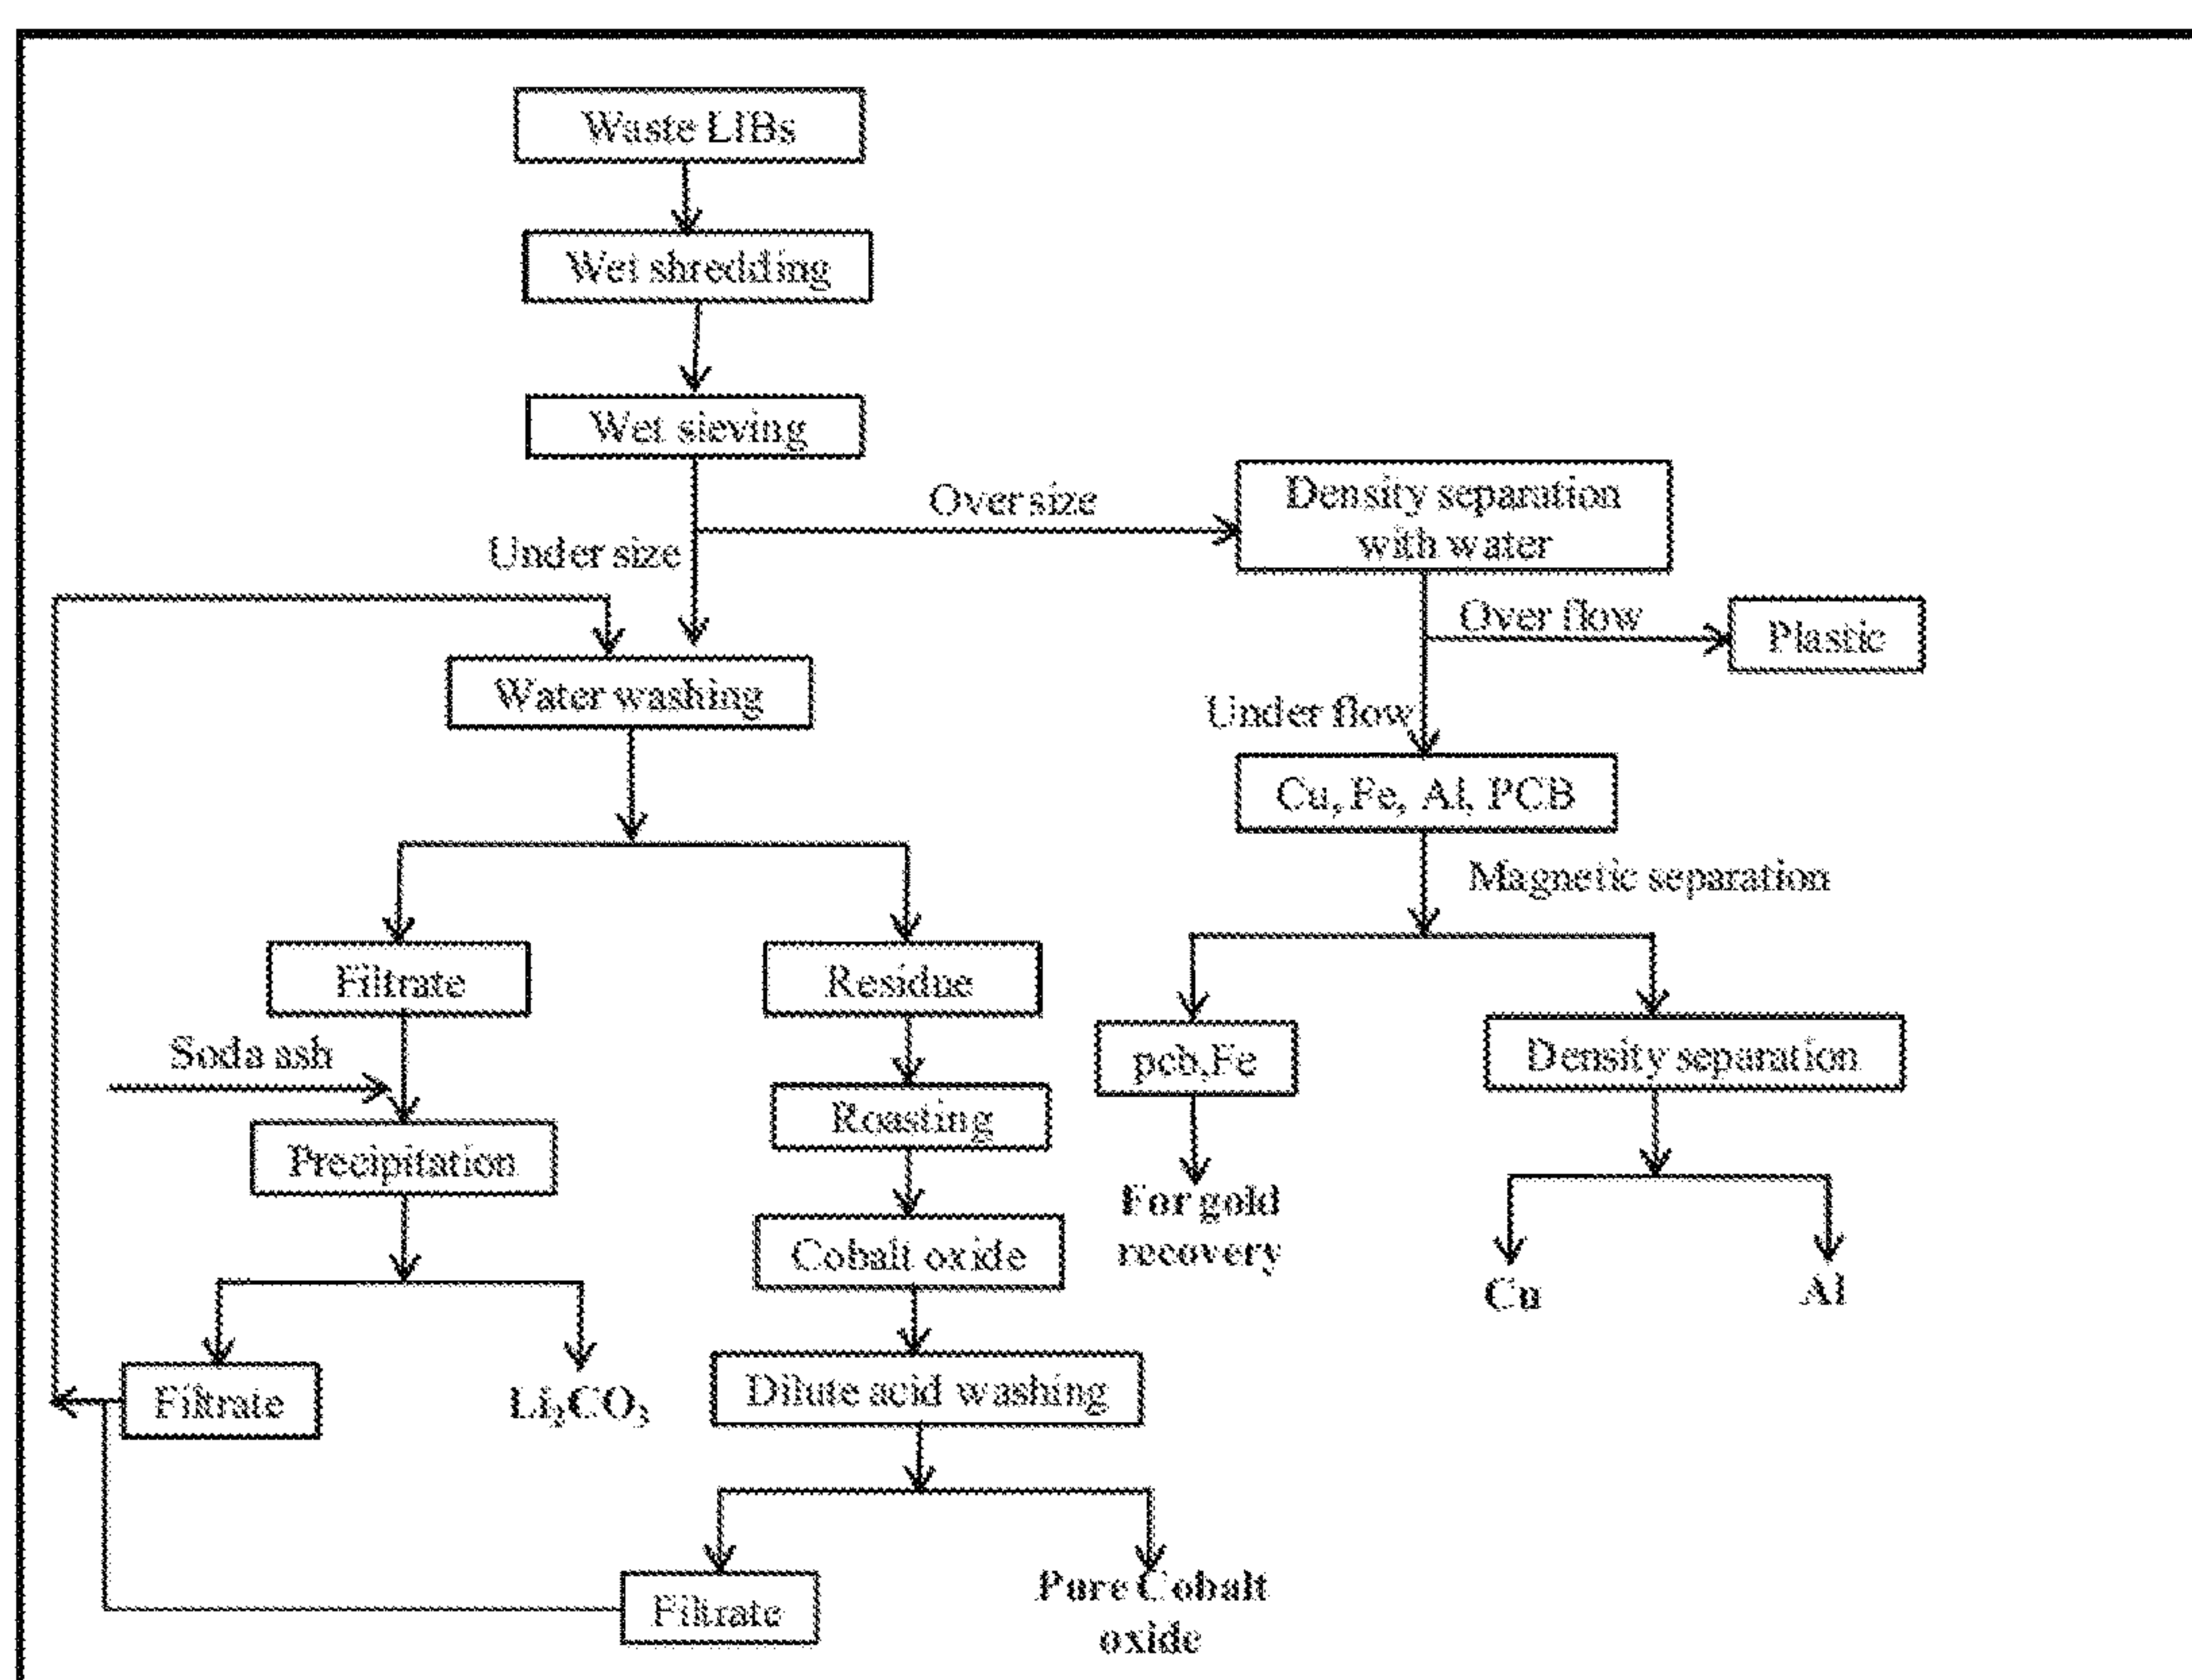 Waste LIBs
Wet shredding
Wet sieving
Over size
Density separation
with water
Under size
Over flow
Plastic
Water washing
Under flow
Cu, Fe, Al, PCB
Magnetic separation
Filtrate
Residue
Soda ash
pcb,Fe
Density separation
Roasting
Precipitation
For gold
recovery
Cobalt oxide
Cu
Al
Filtrate
Li₂CO₃
Dilute acid washing
Filtrate
Pure Cobalt
oxide